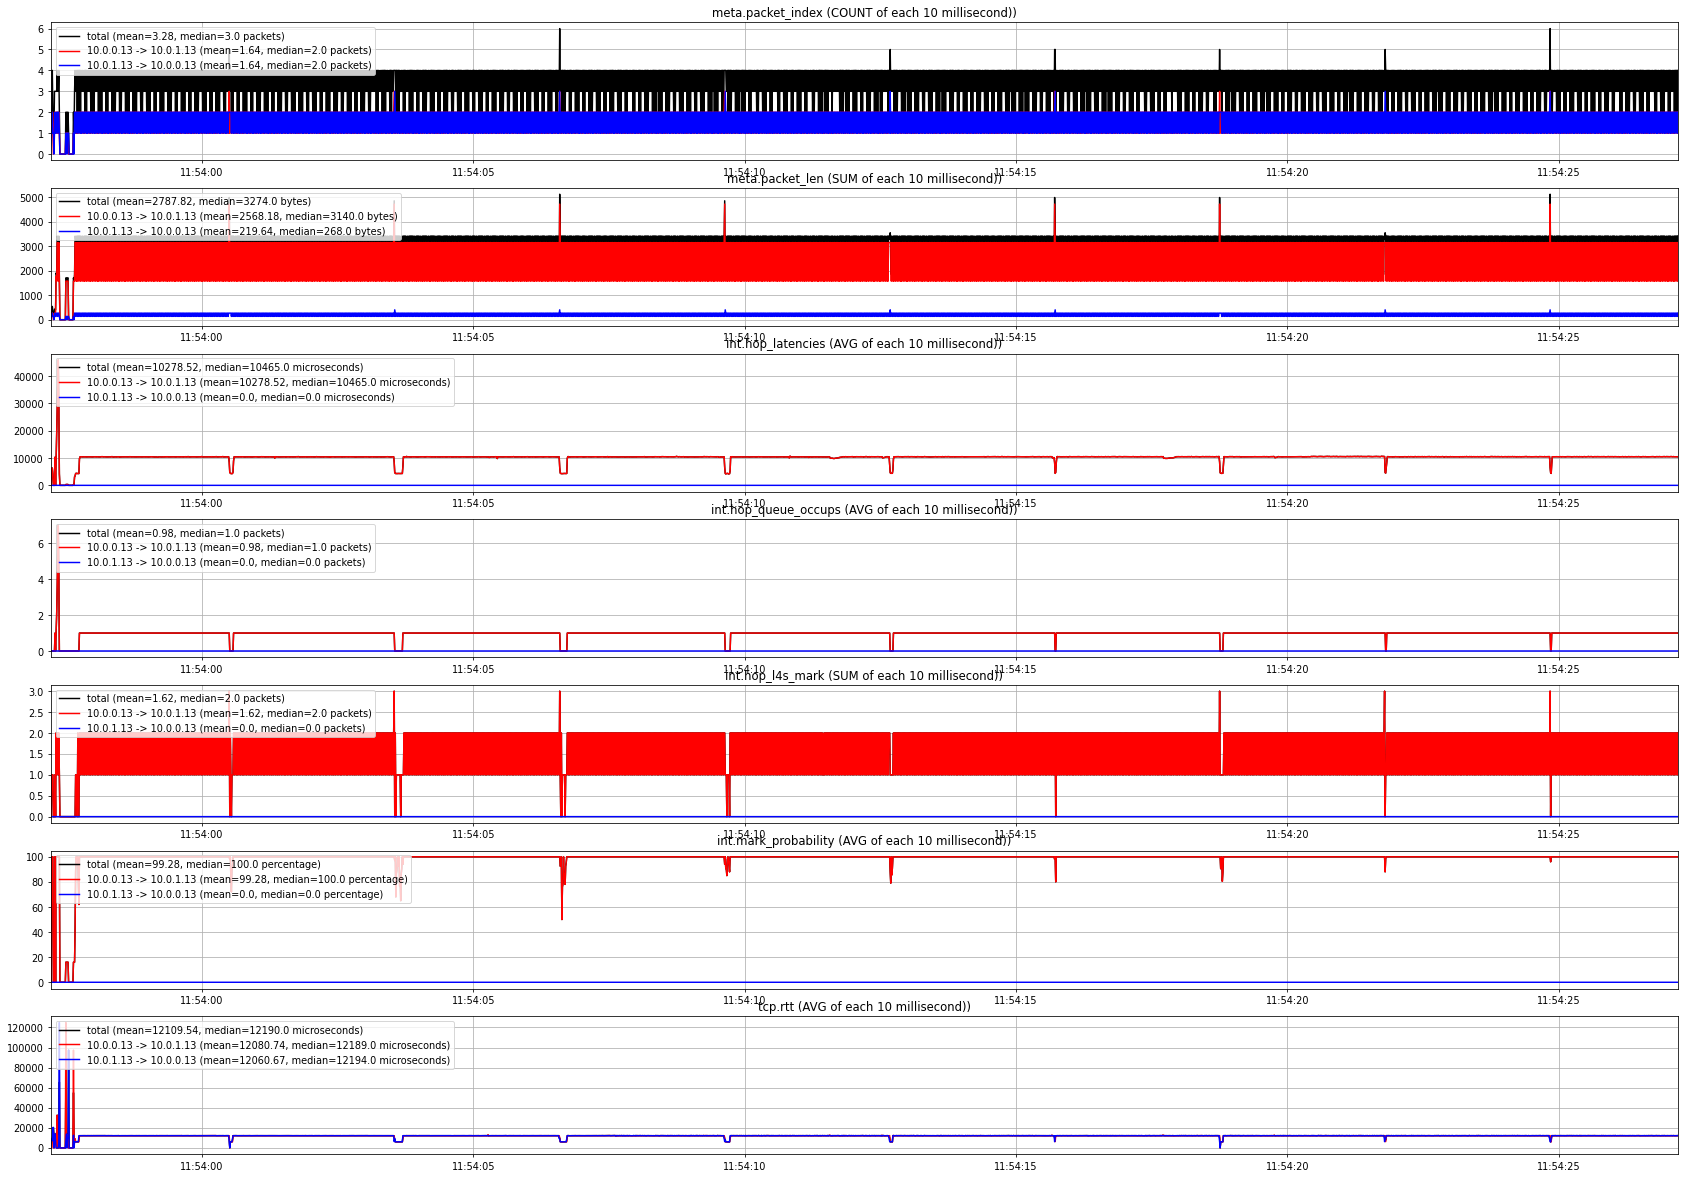 meta.packet_index (COUNT of each 10 millisecond))
total (mean=3.28, median=3.0 packets)
10.0.0.13 -> 10.0.1.13 (mean=1.64, median=2.0 packets)
10.0.1.13 -> 10.0.0.13 (mean=1.64, median=2.0 packets)
6
5
4
3
2
1
0
11:54:00 11:54:05 11:54:10 11:54:15 11:54:20 11:54:25
meta.packet_len (SUM of each 10 millisecond))
total (mean=2787.82, median=3274.0 bytes)
10.0.0.13 -> 10.0.1.13 (mean=2568.18, median=3140.0 bytes)
10.0.1.13 -> 10.0.0.13 (mean=219.64, median=268.0 bytes)
5000
4000
3000
2000
1000
0
11:54:00 11:54:05 11:54:10 11:54:15 11:54:20 11:54:25
int.hop_latencies (AVG of each 10 millisecond))
total (mean=10278.52, median=10465.0 microseconds)
10.0.0.13 -> 10.0.1.13 (mean=10278.52, median=10465.0 microseconds)
10.0.1.13 -> 10.0.0.13 (mean=0.0, median=0.0 microseconds)
40000
30000
20000
10000
0
11:54:00 11:54:05 11:54:10 11:54:15 11:54:20 11:54:25
int.hop_queue_occups (AVG of each 10 millisecond))
total (mean=0.98, median=1.0 packets)
10.0.0.13 -> 10.0.1.13 (mean=0.98, median=1.0 packets)
10.0.1.13 -> 10.0.0.13 (mean=0.0, median=0.0 packets)
6
4
2
0
11:54:00 11:54:05 11:54:10 11:54:15 11:54:20 11:54:25
int.hop_l4s_mark (SUM of each 10 millisecond))
total (mean=1.62, median=2.0 packets)
10.0.0.13 -> 10.0.1.13 (mean=1.62, median=2.0 packets)
10.0.1.13 -> 10.0.0.13 (mean=0.0, median=0.0 packets)
3.0
2.5
2.0
1.5
1.0
0.5
0.0
11:54:00 11:54:05 11:54:10 11:54:15 11:54:20 11:54:25
int.mark_probability (AVG of each 10 millisecond))
total (mean=99.28, median=100.0 percentage)
10.0.0.13 -> 10.0.1.13 (mean=99.28, median=100.0 percentage)
10.0.1.13 -> 10.0.0.13 (mean=0.0, median=0.0 percentage)
100
80
60
40
20
0
11:54:00 11:54:05 11:54:10 11:54:15 11:54:20 11:54:25
tcp.rtt (AVG of each 10 millisecond))
total (mean=12109.54, median=12190.0 microseconds)
10.0.0.13 -> 10.0.1.13 (mean=12080.74, median=12189.0 microseconds)
10.0.1.13 -> 10.0.0.13 (mean=12060.67, median=12194.0 microseconds)
120000
100000
80000
60000
40000
20000
0
11:54:00 11:54:05 11:54:10 11:54:15 11:54:20 11:54:25